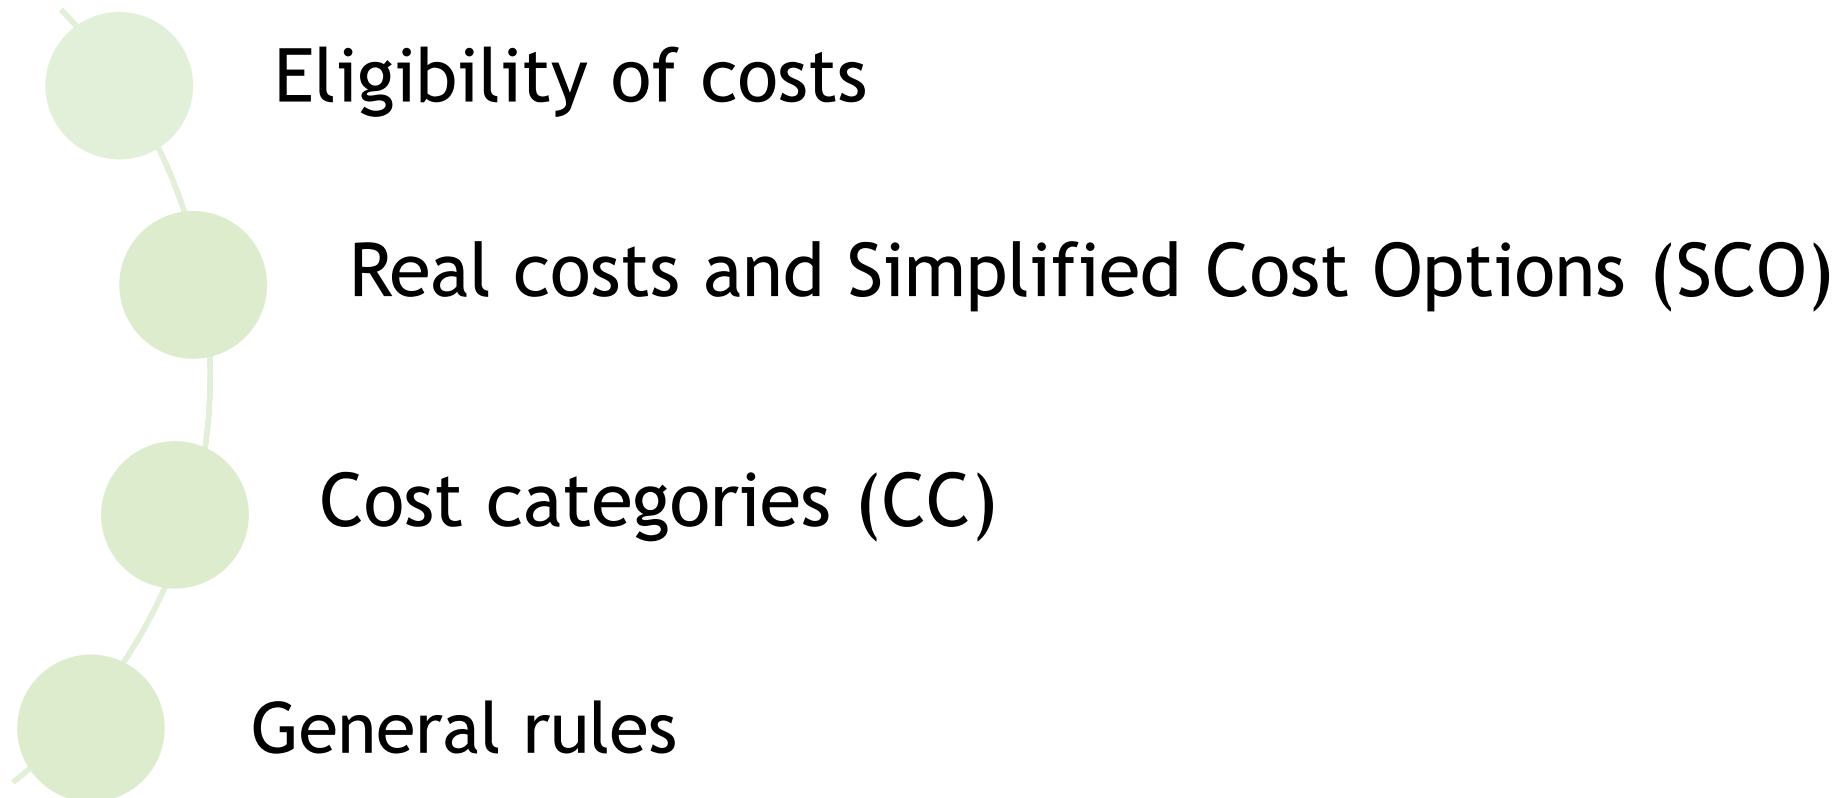 Eligibility of costs
Real costs and Simplified Cost Options (SCO)
Cost categories (CC)
General rules